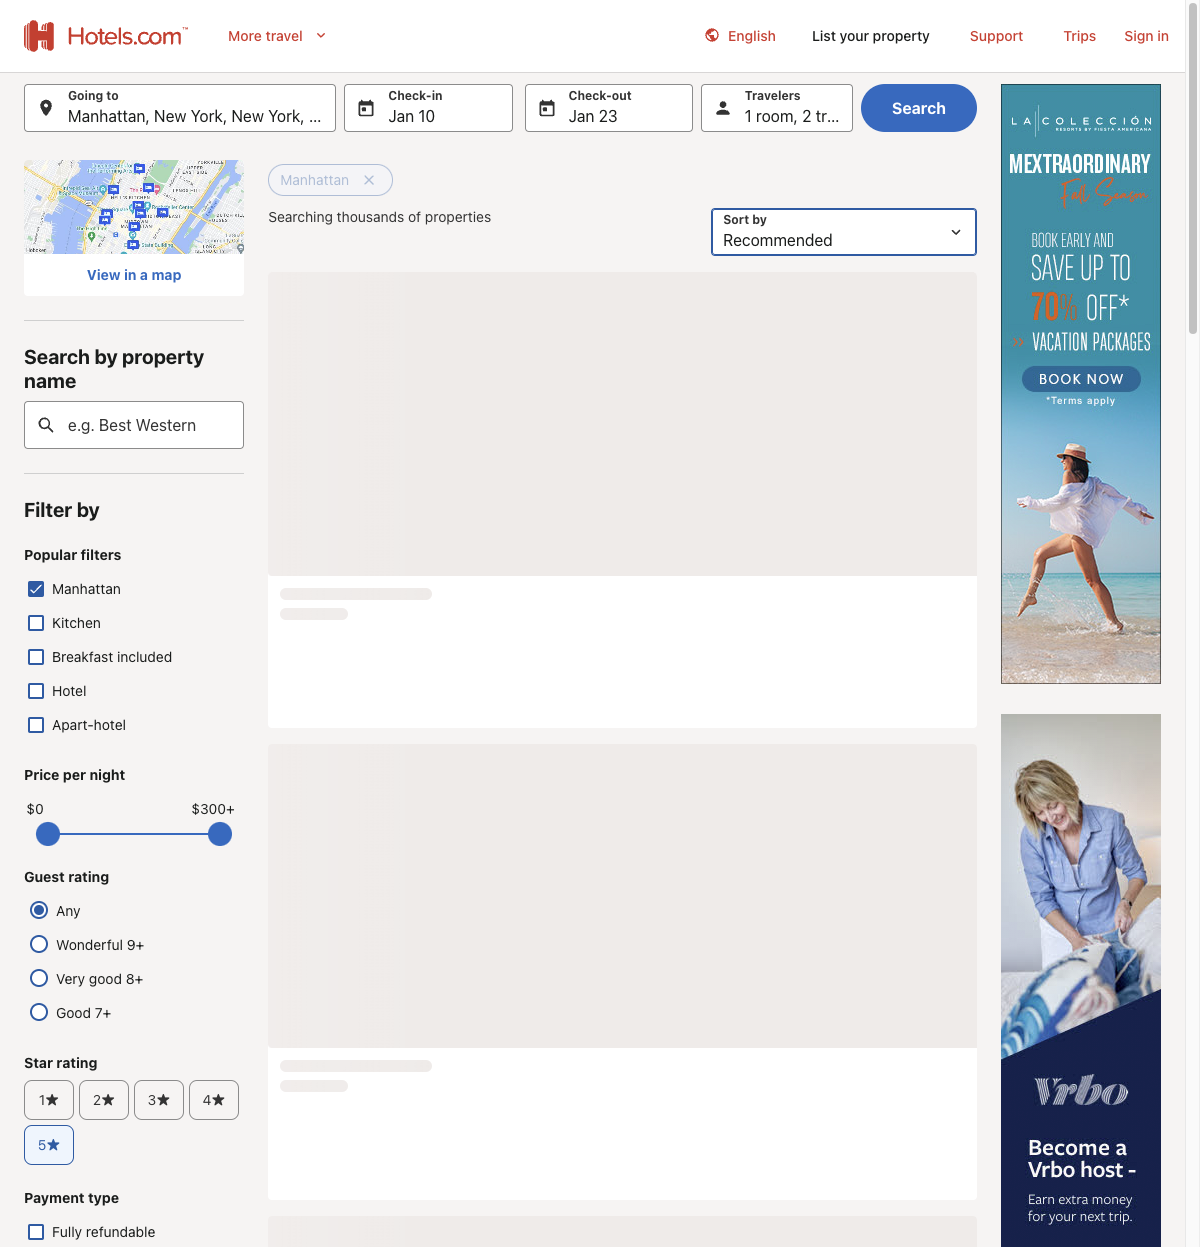 Hotels.com™
More travel
English
List your property
Support
Trips
Sign in
Going to
Manhattan, New York, New York, ...
Check-in
Jan 10
Check-out
Jan 23
Travelers
1 room, 2 tr...
Search
View in a map
Manhattan
Searching thousands of properties
Sort by
Recommended
Search by property
name
e.g. Best Western
Filter by
Popular filters
Manhattan
Kitchen
Breakfast included
Hotel
Apart-hotel
Price per night
$0
$300+
Guest rating
Any
Wonderful 9+
Very good 8+
Good 7+
Star rating
1★
2★
3★
4★
5★
Payment type
Fully refundable
LA COLECCIÓN
RESORTS BY FIESTA AMERICANA
MEXTRAORDINARY
Fall Season
BOOK EARLY AND
SAVE UP TO
70% OFF*
>> VACATION PACKAGES
BOOK NOW
*Terms apply
Vrbo
Become a
Vrbo host -
Earn extra money
for your next trip.